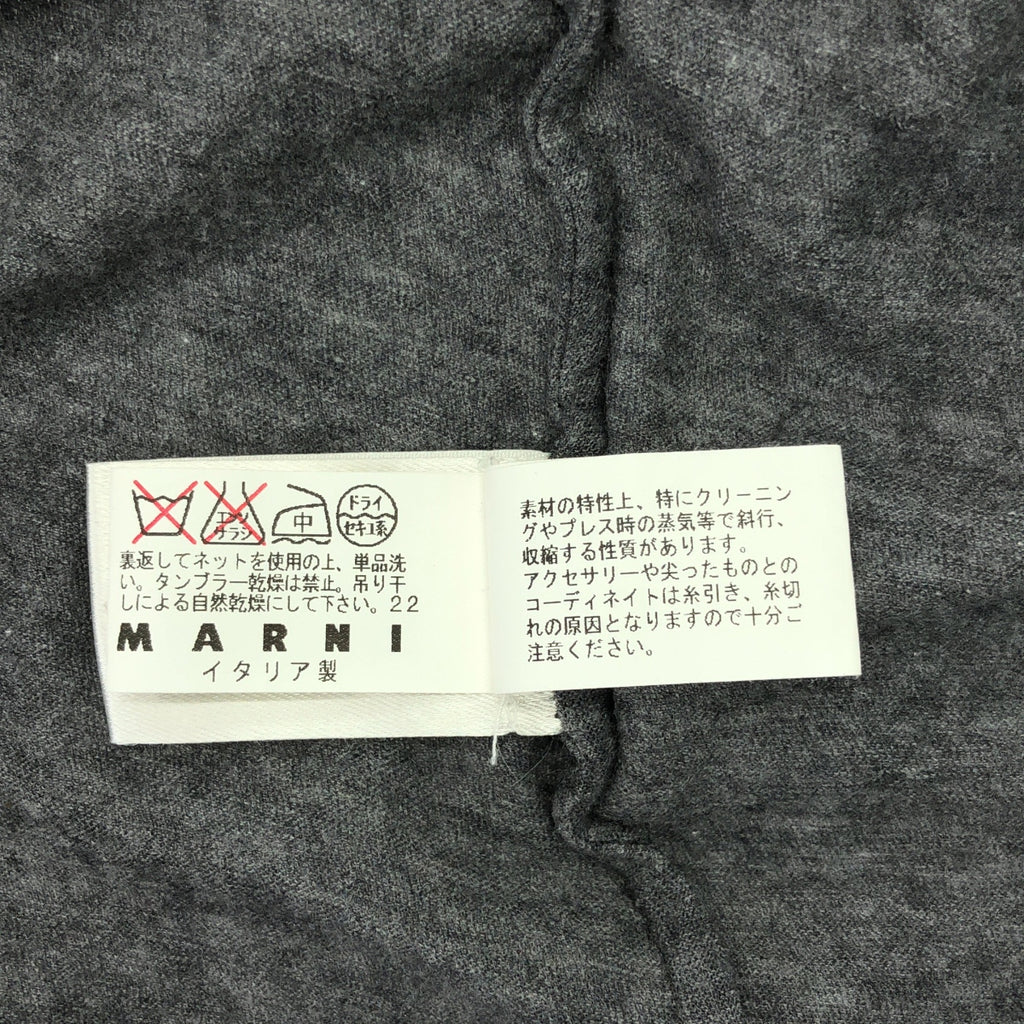 エンソ
サラシ
中
ドライ
セキユ系
裏返してネットを使用の上、単品洗
い。タンブラー乾燥は禁止。吊り干
しによる自然乾燥にして下さい。22
MARNI
イタリア製
素材の特性上、特にクリーニン
グやプレス時の蒸気等で斜行、
収縮する性質があります。
アクセサリーや尖ったものとの
コーディネイトは糸引き、糸切
れの原因となりますので十分ご
注意ください。